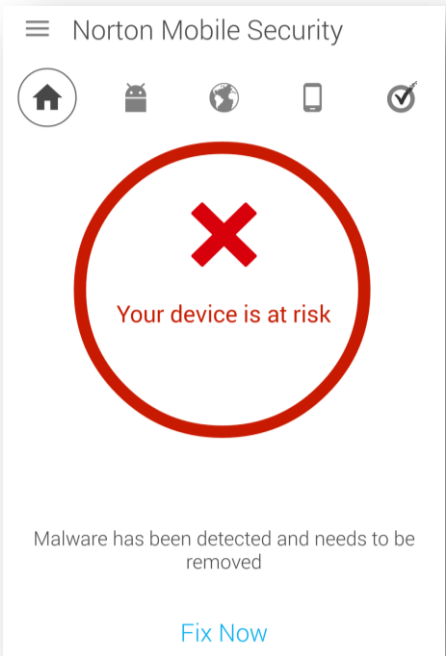 Norton Mobile Security
Your device is at risk
Malware has been detected and needs to be
removed
Fix Now